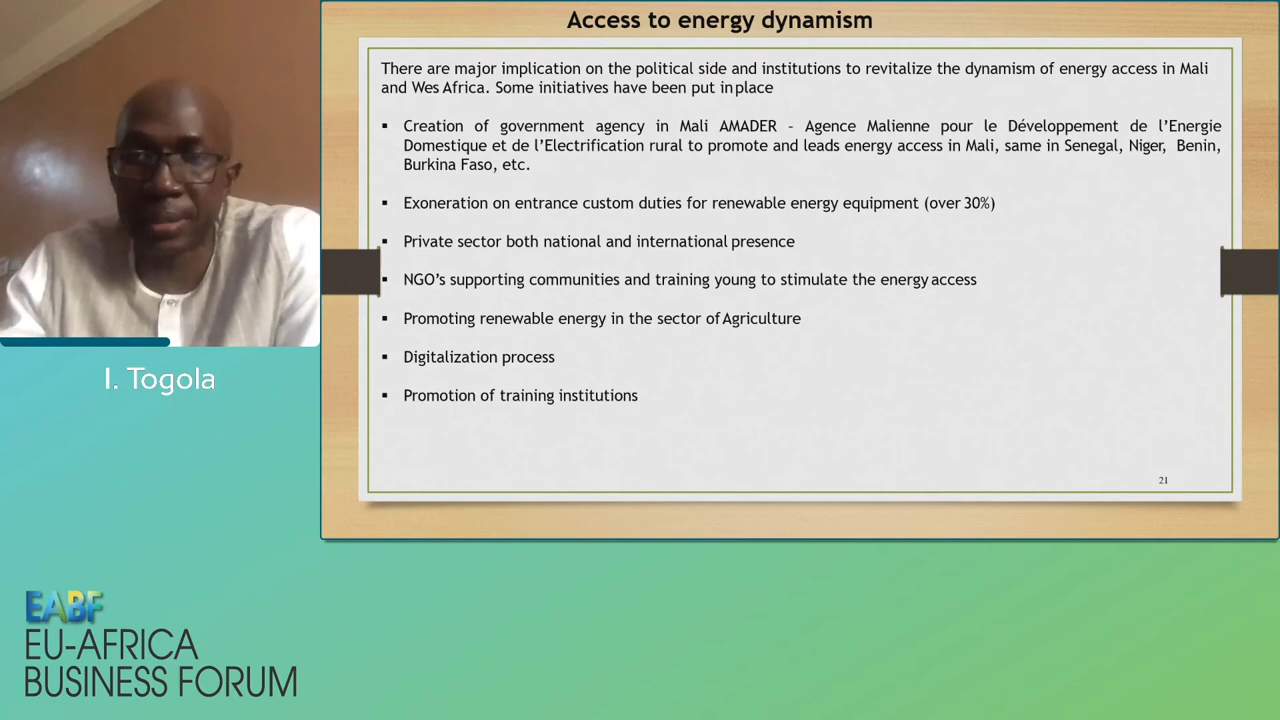 Access to energy dynamism
There are major implication on the political side and institutions to revitalize the dynamism of energy access in Mali
and Wes Africa. Some initiatives have been put in place
▪ Creation of government agency in Mali AMADER – Agence Malienne pour le Développement de l’Energie
Domestique et de l’Electrification rural to promote and leads energy access in Mali, same in Senegal, Niger, Benin,
Burkina Faso, etc.
▪ Exoneration on entrance custom duties for renewable energy equipment (over 30%)
▪ Private sector both national and international presence
▪ NGO’s supporting communities and training young to stimulate the energy access
▪ Promoting renewable energy in the sector of Agriculture
▪ Digitalization process
▪ Promotion of training institutions
21
I. Togola
EABF
EU-AFRICA
BUSINESS FORUM